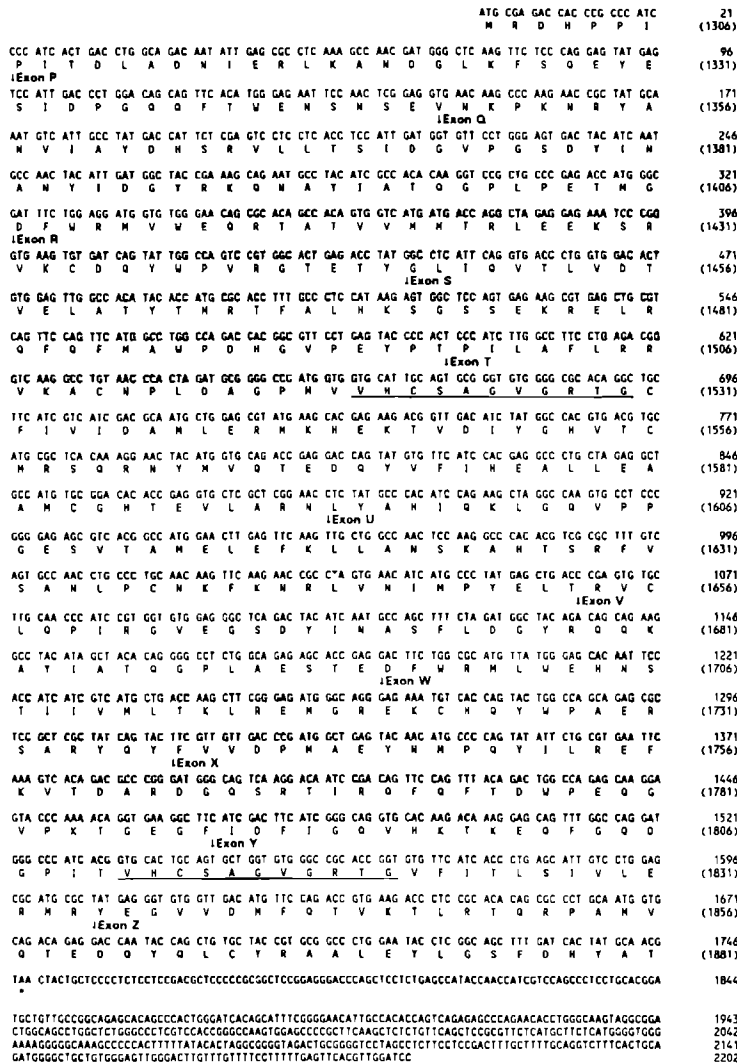 ATG CGA GAC CAC CCG CCC ATC 21
M R D H P P I (1306)
CCC ATC ACT GAC CTG GCA GAC AAT ATT GAG CGC CTC AAA GCC AAC GAT GGG CTC AAG TTC TCC CAG GAG TAT GAG 96
P I T D L A D N I E R L K A N D G L K F S Q E Y E (1331)
↓Exon P
TCC ATT GAC CCT GGA CAG CAG TTC ACA TGG GAG AAT TCC AAC TCG GAG GTG AAC AAG CCC AAG AAC CGC TAT GCA 171
S I D P G Q Q F T W E N S N S E V N K P K N R Y A (1356)
↓Exon Q
AAT GTC ATT GCC TAT GAC CAT TCT CGA GTC CTC CTC ACC TCC ATT GAT GGT GTT CCT GGG AGT GAC TAC ATC AAT 246
N V I A Y D H S R V L L T S I D G V P G S D Y I N (1381)
GCC AAC TAC ATT GAT GGC TAC CGA AAG CAG AAT GCC TAC ATC GCC ACA CAA GGT CCG CTG CCC GAG ACC ATG GGC 321
A N Y I D G Y R K Q N A Y I A T Q G P L P E T M G (1406)
GAT TTC TGG AGG ATG GTG TGG GAA CAG CGC ACA GCC ACA GTG GTC ATG ATG ACC AGG CTA GAG GAG AAA TCC CGG 396
D F W R M V W E Q R T A T V V M M T R L E E K S R (1431)
↓Exon R
GTG AAG TGT GAT CAG TAT TGG CCA GTC CGT GGC ACT GAG ACC TAT GGC CTC ATT CAG GTG ACC CTG GTG GAC ACT 471
V K C D Q Y W P V R G T E T Y G L I Q V T L V D T (1456)
↓Exon S
GTG GAG TTG GCC ACA TAC ACC ATG CGC ACC TTT GCC CTC CAT AAG AGT GGC TCC AGT GAG AAG CGT GAG CTG CGT 546
V E L A T Y T M R T F A L H K S G S S E K R E L R (1481)
CAG TTC CAG TTC ATG GCC TGG CCA GAC CAC GGC GTT CCT GAG TAC CCC ACT CCC ATC TTG GCC TTC CTG AGA CGG 621
Q F Q F M A W P D H G V P E Y P T P I L A F L R R (1506)
↓Exon T
GTC AAG GCC TGT AAC CCA CTA GAT GCG GGG CCC ATG GTG GTG CAT TGC AGT GCG GGT GTG GGG CGC ACA GGC TGC 696
V K A C N P L D A G P M V V H C S A G V G R T G C (1531)
TTC ATC GTC ATC GAC GCA ATG CTG GAG CGT ATG AAG CAC GAG AAG ACG GTT GAC ATC TAT GGC CAC GTG ACG TGC 771
F I V I D A M L E R M K H E K T V D I Y G H V T C (1556)
ATG CGC TCA CAA AGG AAC TAC ATG GTG CAG ACC GAG GAC CAG TAT GTG TTC ATC CAC GAG GCC CTG CTA GAG GCT 846
M R S Q R N Y M V Q T E D Q Y V F I H E A L L E A (1581)
GCC ATG TGC GGA CAC ACC GAG GTG CTC GCT CGG AAC CTC TAT GCC CAC ATC CAG AAG CTA GGC CAA GTG CCT CCC 921
A M C G H T E V L A R N L Y A H I Q K L G Q V P P (1606)
↓Exon U
GGG GAG AGC GTC ACG GCC ATG GAA CTT GAG TTC AAG TTG CTG GCC AAC TCC AAG GCC CAC ACG TCG CGC TTT GTC 996
G E S V T A M E L E F K L L A N S K A H T S R F V (1631)
AGT GCC AAC CTG CCC TGC AAC AAG TTC AAG AAC CGC CTA GTG AAC ATC ATG CCC TAT GAG CTG ACC CGA GTG TGC 1071
S A N L P C N K F K N R L V N I M P Y E L T R V C (1656)
↓Exon V
TTG CAA CCC ATC CGT GGT GTG GAG GGC TCA GAC TAC ATC AAT GCC AGC TTT CTA GAT GGC TAC AGA CAG CAG AAG 1146
L Q P I R G V E G S D Y I N A S F L D G Y R Q Q K (1681)
GCC TAC ATA GCT ACA CAG GGG CCT CTG GCA GAG AGC ACC GAG GAC TTC TGG CGC ATG TTA TGG GAG CAC AAT TCC 1221
A Y I A T Q G P L A E S T E D F W R M L W E H N S (1706)
↓Exon W
ACC ATC ATC GTC ATG CTG ACC AAG CTT CGG GAG ATG GGC AGG GAG AAA TGT CAC CAG TAC TGG CCA GCA GAG CGC 1296
T I I V M L T K L R E M G R E K C H Q Y W P A E R (1731)
TCC GCT CGC TAT CAG TAC TTC GTT GTT GAC CCG ATG GCT GAG TAC AAC ATG CCC CAG TAT ATT CTG CGT GAA TTC 1371
S A R Y Q Y F V V D P M A E Y N M P Q Y I L R E F (1756)
↓Exon X
AAA GTC ACA GAC GCC CGG GAT GGG CAG TCA AGG ACA ATC CGA CAG TTC CAG TTT ACA GAC TGG CCA GAG CAA GGA 1446
K V T D A R D G Q S R T I R Q F Q F T D W P E Q G (1781)
GTA CCC AAA ACA GGT GAA GGC TTC ATC GAC TTC ATC GGG CAG GTG CAC AAG ACA AAG GAG CAG TTT GGC CAG GAT 1521
V P K T G E G F I D F I G Q V H K T K E Q F G Q D (1806)
↓Exon Y
GGG CCC ATC ACG GTG CAC TGC AGT GCT GGT GTG GGC CGC ACC GGT GTG TTC ATC ACC CTG AGC ATT GTC CTG GAG 1596
G P I T V H C S A G V G R T G V F I T L S I V L E (1831)
CGC ATG CGC TAT GAG GGT GTG GTT GAC ATG TTC CAG ACC GTG AAG ACC CTC CGC ACA CAG CGC CCT GCA ATG GTG 1671
R M R Y E G V V D M F Q T V K T L R T Q R P A M V (1856)
↓Exon Z
CAG ACA GAG GAC CAA TAC CAG CTG TGC TAC CGT GCG GCC CTG GAA TAC CTC GGC AGC TTT GAT CAC TAT GCA ACG 1746
Q T E D Q Y Q L C Y R A A L E Y L G S F D H Y A T (1881)
TAA CTACTGCTCCCCTCTCCTCCGACGCTCCCCCGCGGCTCCGGAGGGACCCAGCTCCTCTGAGCCATACCAACCATCGTCCAGCCCTCCTGCACGGA 1844
*
TGCTGTTGCCGGCAGAGCACAGCCCACTGGGATCACAGCATTTCGGGGAACATTGCCACACCAGTCAGAGAGCCCAGAACACCTGGGCAAGTAGGCGGA 1943
CTGGCAGCCTGGCTCTGGGCCCTCGTCCACCGGGCCAAGTGGAGCCCCGCTTCAAGCTCTCTGTTCAGCTCCGCGTTCTCATGCTTCTCATGGGGTGGG 2042
AAAAGGGGGCAAAGCCCCCACTTTTTATACACTAGGCGGGGTAGACTGCGGGGTCCTAGCCTCTTCCTCCGACTTTGCTTTTGCAGGTCTTTCACTGCA 2141
GATGGGGCTGCTGTGGGAGTTGGGACTTGTTTGTTTTCCTTTTTGAGTTCACGTTGGATCC 2202